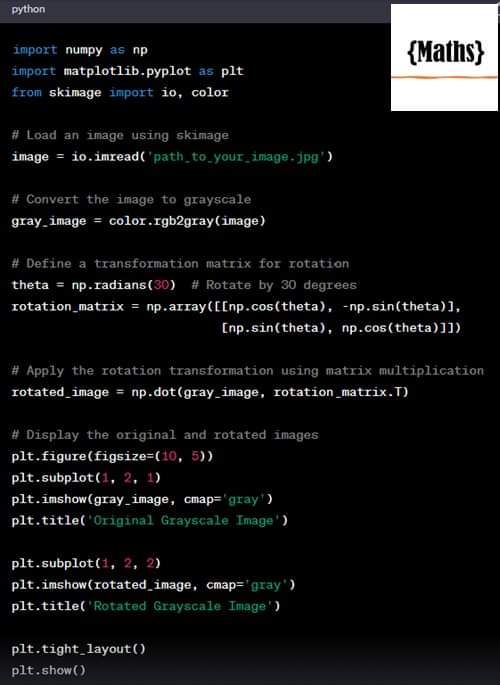 python
{Maths}
import numpy as np
import matplotlib.pyplot as plt
from skimage import io, color
# Load an image using skimage
image = io.imread('path_to_your_image.jpg')
# Convert the image to grayscale
gray_image = color.rgb2gray(image)
# Define a transformation matrix for rotation
theta = np.radians(30)  # Rotate by 30 degrees
rotation_matrix = np.array([[np.cos(theta), -np.sin(theta)],
                            [np.sin(theta), np.cos(theta)]])
# Apply the rotation transformation using matrix multiplication
rotated_image = np.dot(gray_image, rotation_matrix.T)
# Display the original and rotated images
plt.figure(figsize=(10, 5))
plt.subplot(1, 2, 1)
plt.imshow(gray_image, cmap='gray')
plt.title('Original Grayscale Image')
plt.subplot(1, 2, 2)
plt.imshow(rotated_image, cmap='gray')
plt.title('Rotated Grayscale Image')
plt.tight_layout()
plt.show()